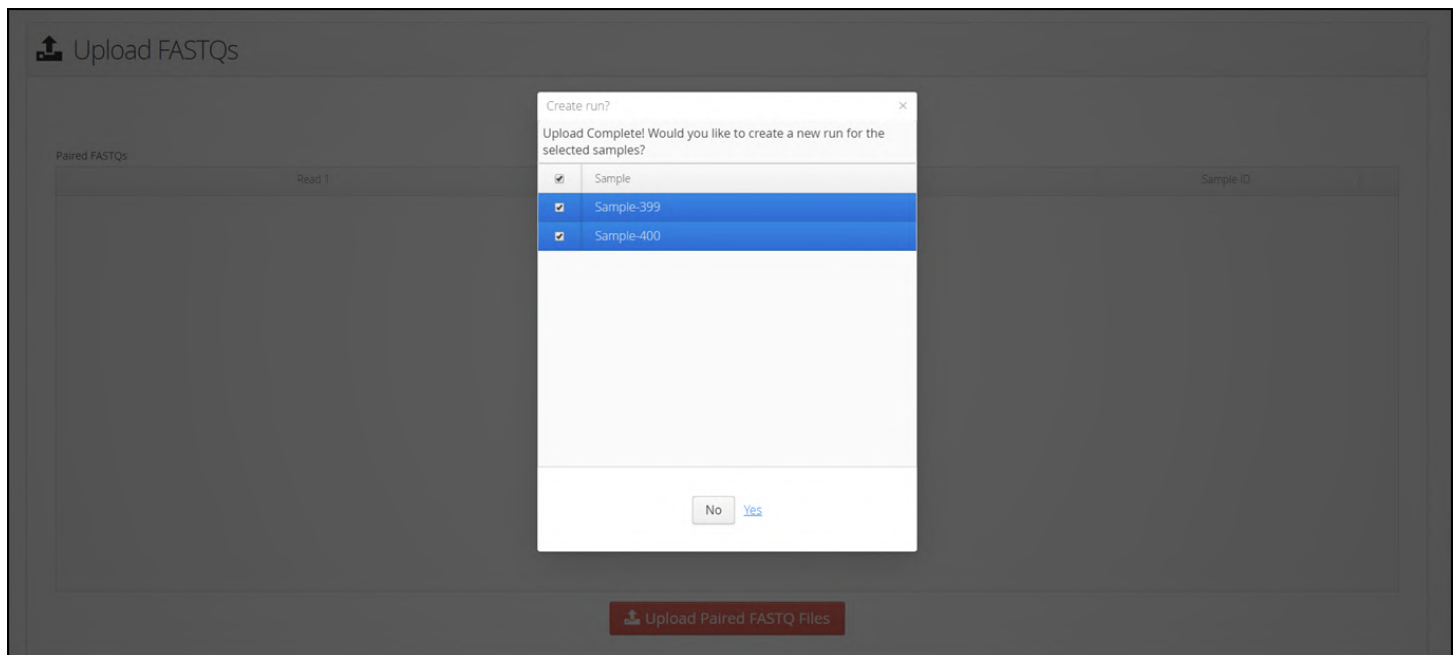 Upload FASTQs
Create run?
×
Upload Complete! Would you like to create a new run for the
selected samples?
Paired FASTQs
Read 1
Sample ID
Sample
Sample-399
Sample-400
No Yes
Upload Paired FASTQ Files